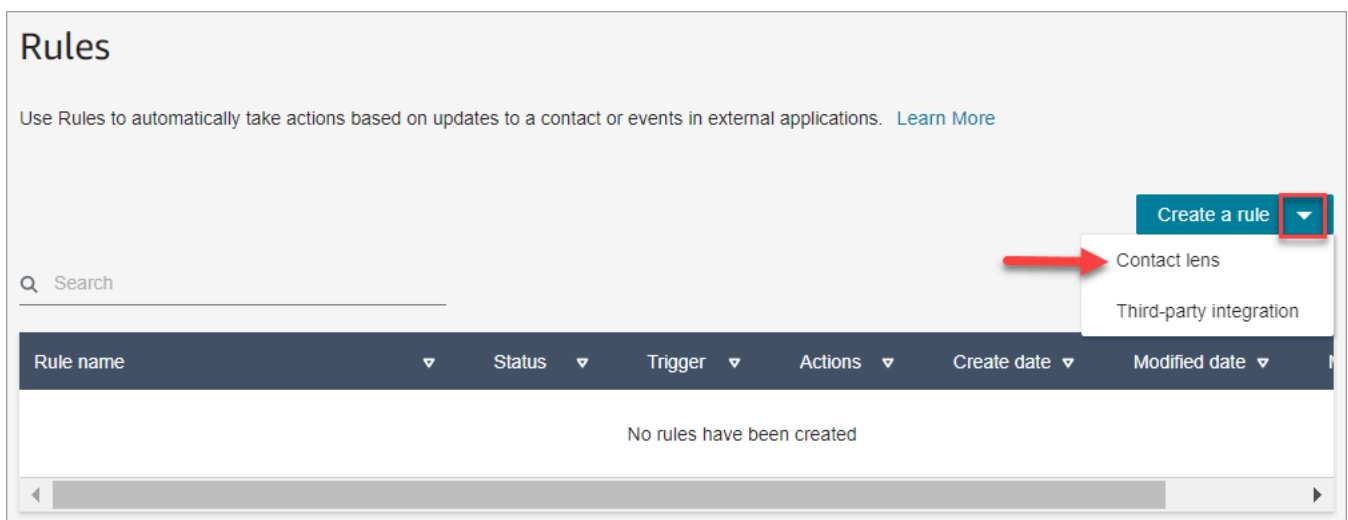 Rules
Use Rules to automatically take actions based on updates to a contact or events in external applications. Learn More
Create a rule
Contact lens
Search
Third-party integration
Rule name Status Trigger Actions Create date Modified date
No rules have been created